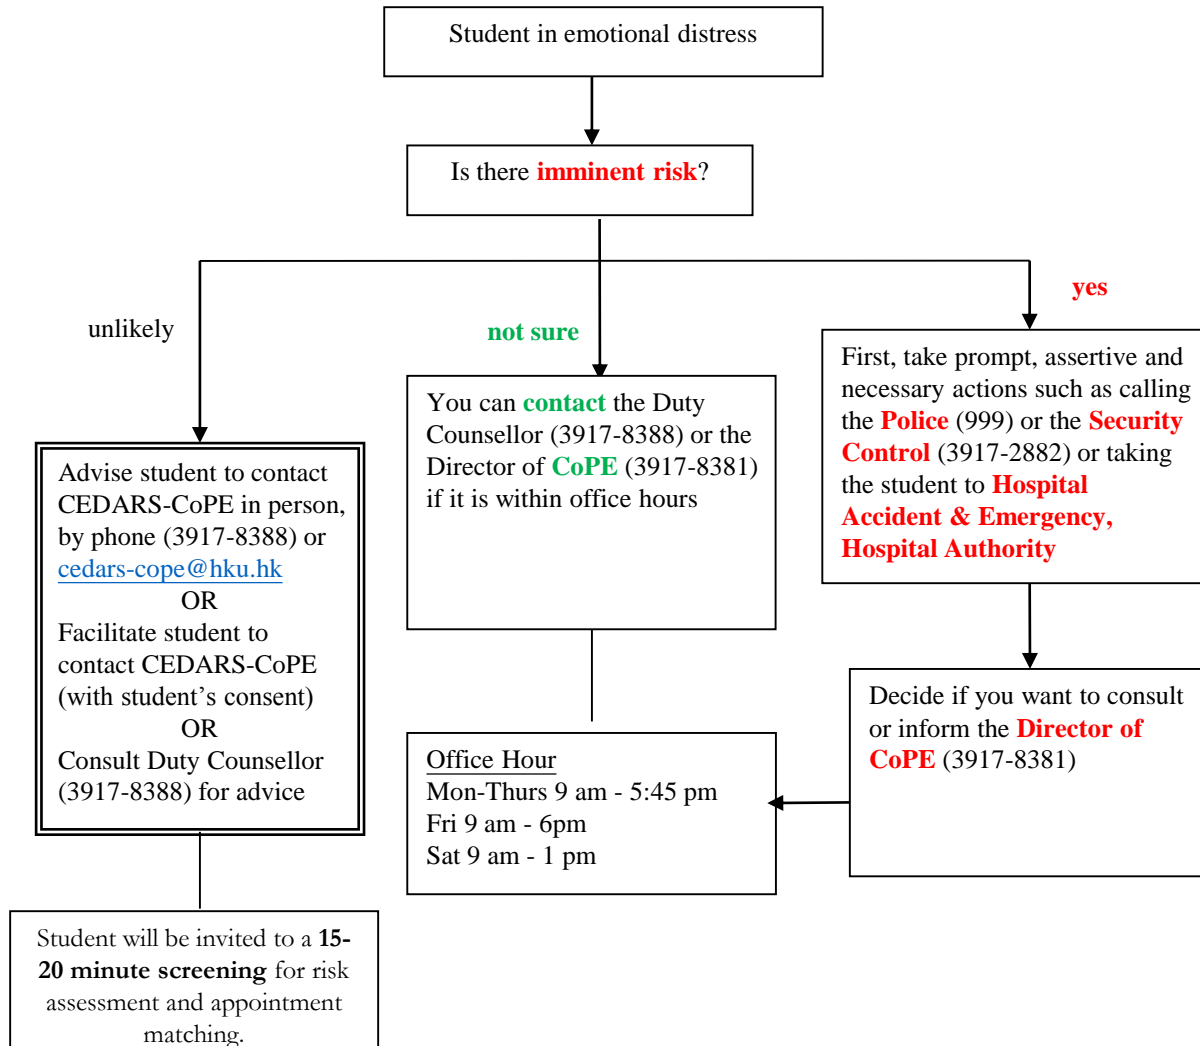 Student in emotional distress
Is there imminent risk?
unlikely
not sure
yes
Advise student to contact
CEDARS-CoPE in person,
by phone (3917-8388) or
cedars-cope@hku.hk
OR
Facilitate student to
contact CEDARS-CoPE
(with student’s consent)
OR
Consult Duty Counsellor
(3917-8388) for advice
Student will be invited to a 15-
20 minute screening for risk
assessment and appointment
matching.
You can contact the Duty
Counsellor (3917-8388) or the
Director of CoPE (3917-8381)
if it is within office hours
Office Hour
Mon-Thurs 9 am - 5:45 pm
Fri 9 am - 6pm
Sat 9 am - 1 pm
First, take prompt, assertive and
necessary actions such as calling
the Police (999) or the Security
Control (3917-2882) or taking
the student to Hospital
Accident & Emergency,
Hospital Authority
Decide if you want to consult
or inform the Director of
CoPE (3917-8381)